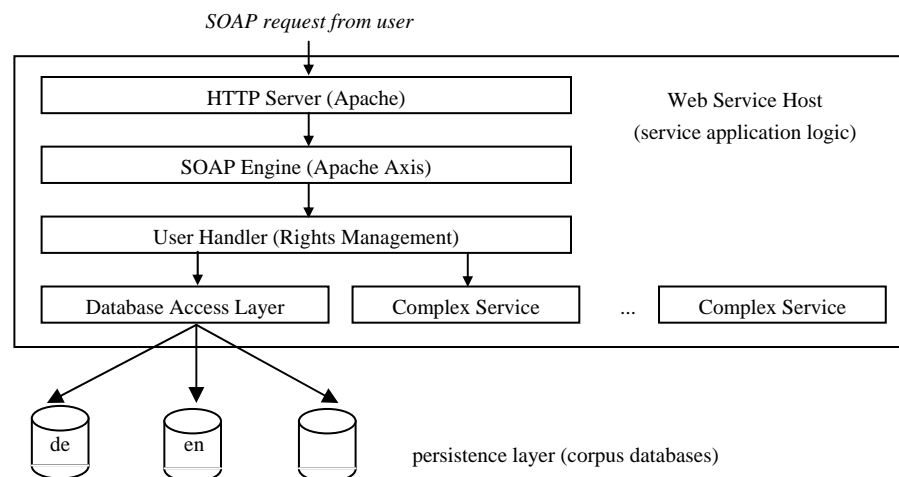 SOAP request from user
HTTP Server (Apache)
Web Service Host
(service application logic)
SOAP Engine (Apache Axis)
User Handler (Rights Management)
Database Access Layer
Complex Service
...
Complex Service
de
en
persistence layer (corpus databases)